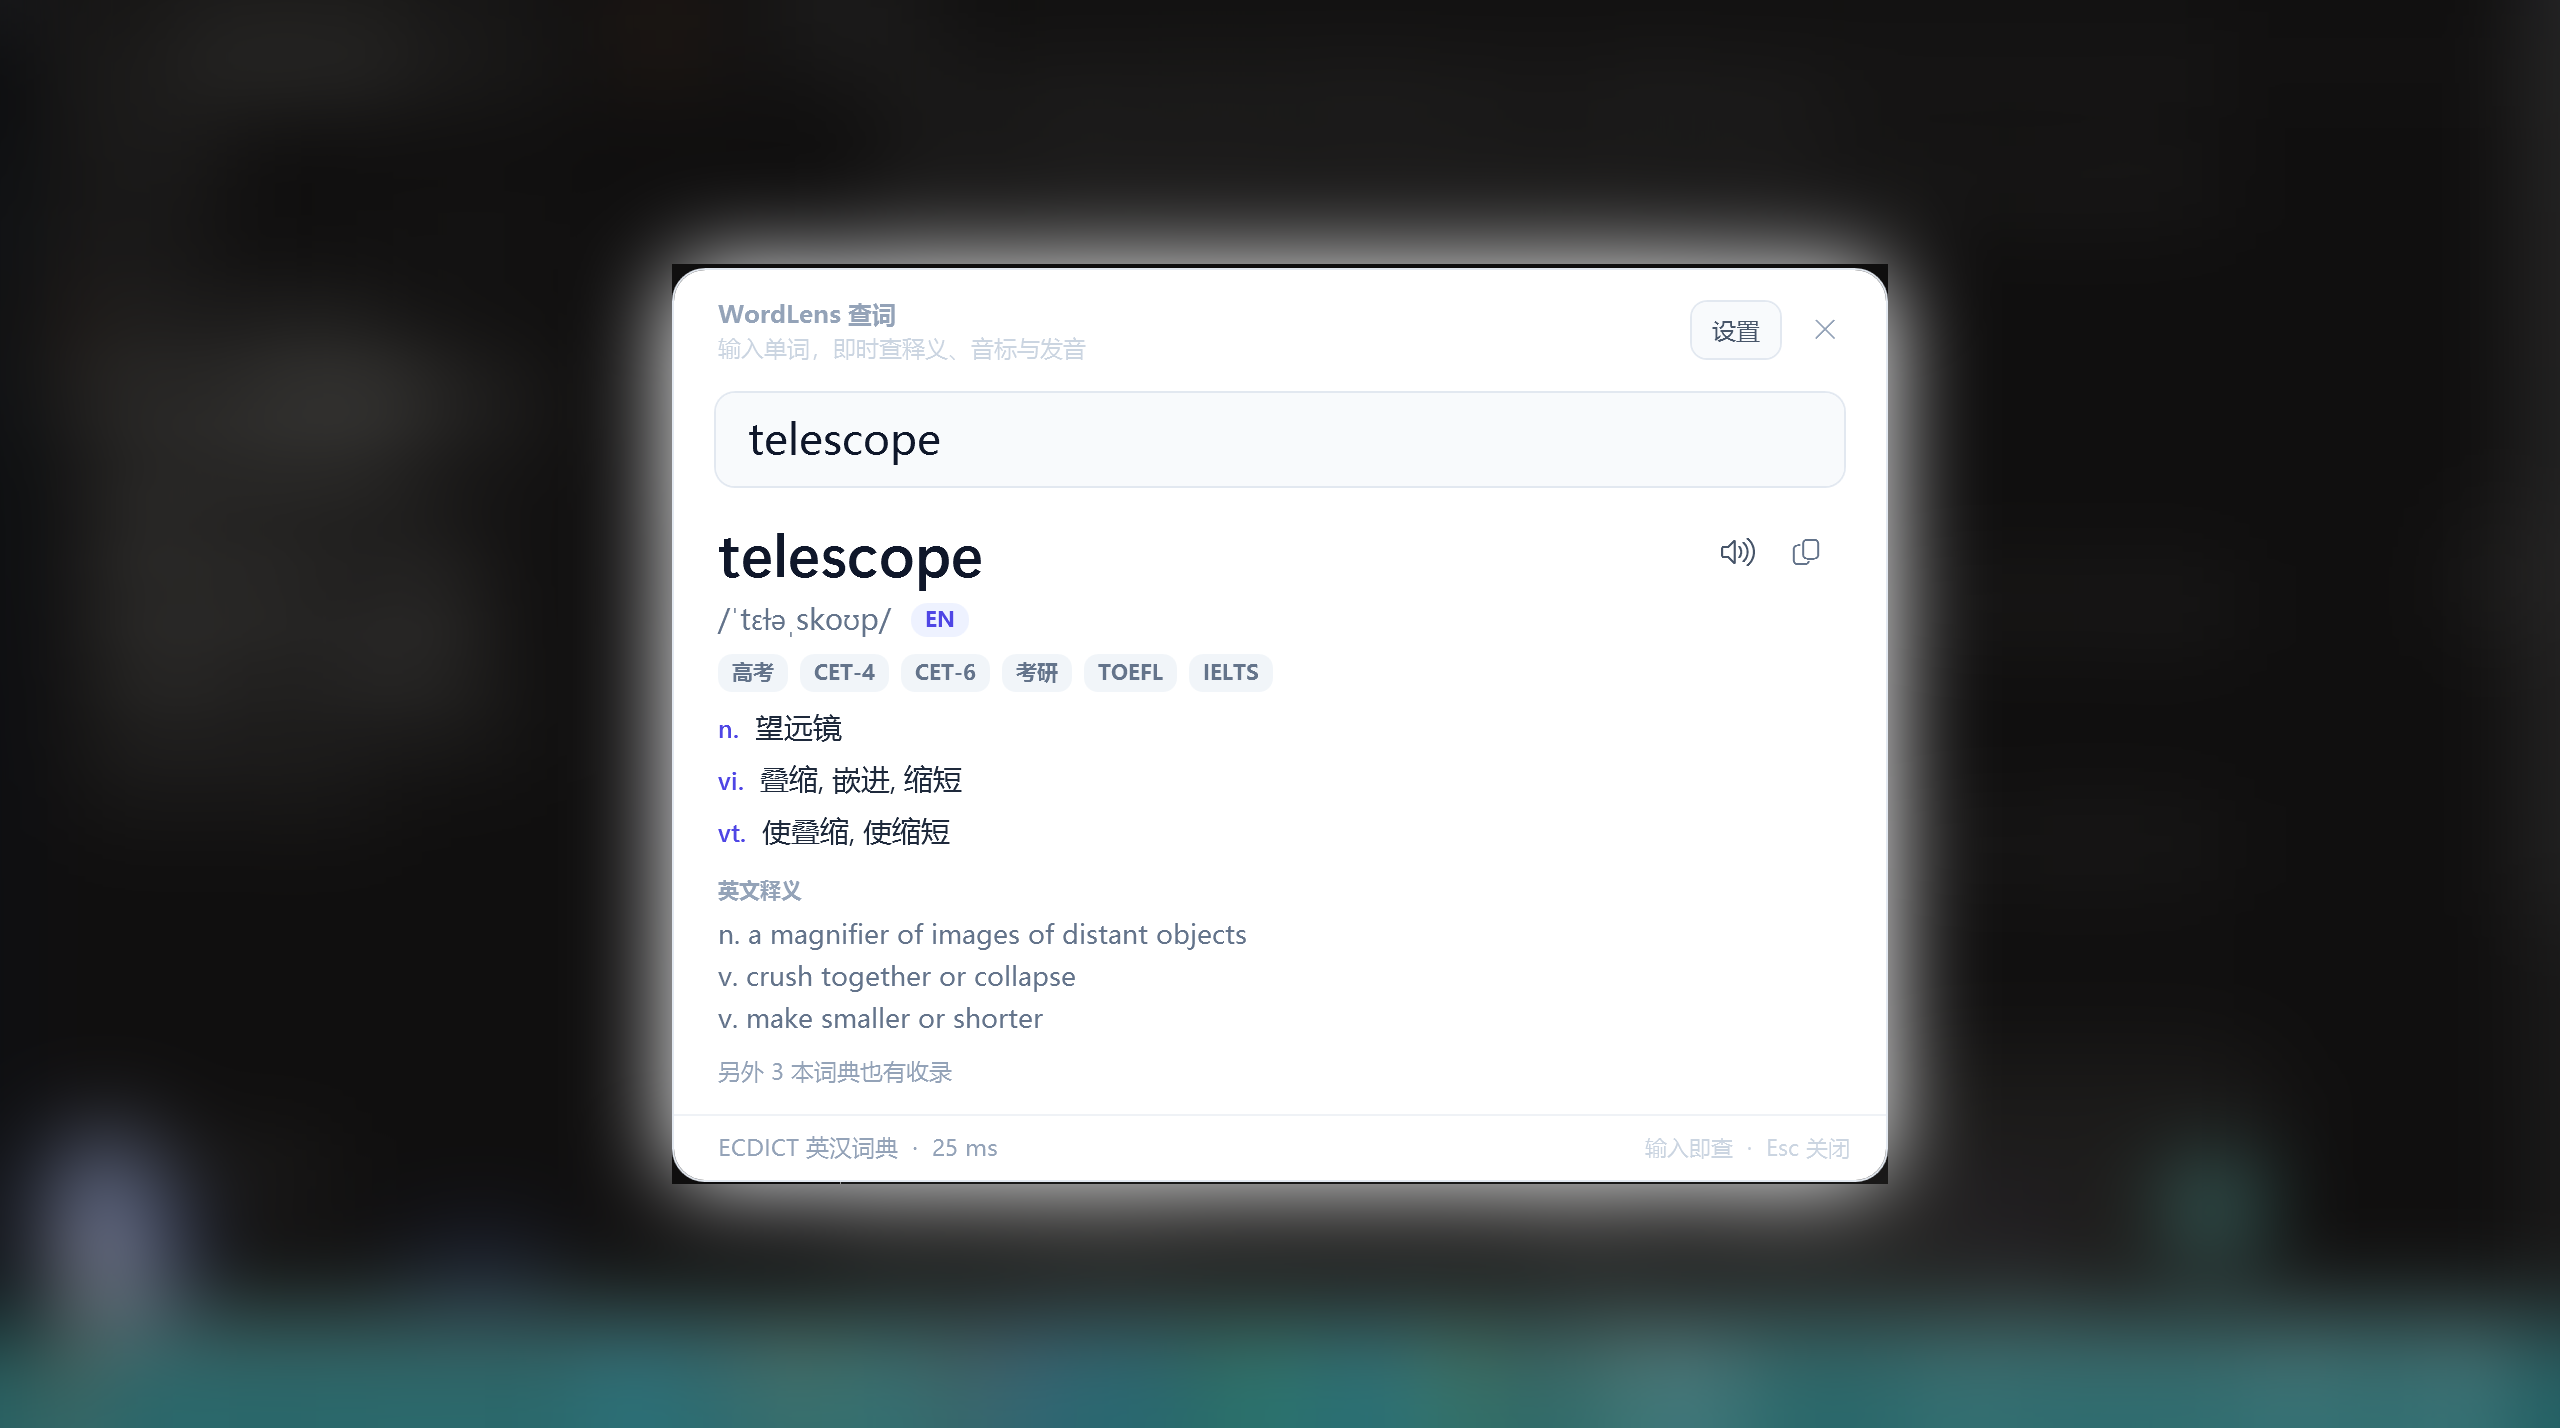 WordLens 查词
输入单词，即时查释义、音标与发音
设置
telescope
telescope
/ˈtɛɫəˌskoʊp/ EN
高考 CET-4 CET-6 考研 TOEFL IELTS
n. 望远镜
vi. 叠缩, 嵌进, 缩短
vt. 使叠缩, 使缩短
英文释义
n. a magnifier of images of distant objects
v. crush together or collapse
v. make smaller or shorter
另外 3 本词典也有收录
ECDICT 英汉词典 · 25 ms
输入即查 · Esc 关闭